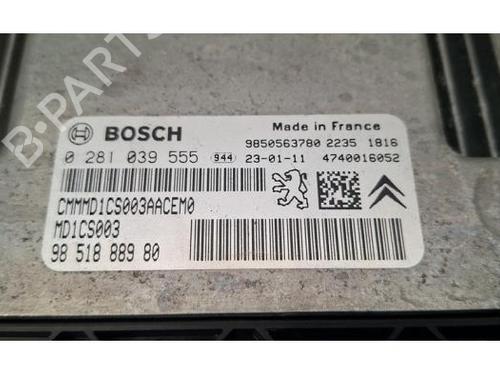 BOSCH
Made in France
9850563780 2235 1816
0 281 039 555 944 23-01-11 4740016052
CMMMD1CS003AACEM0
MD1CS003
98 518 889 80
B-PARTS